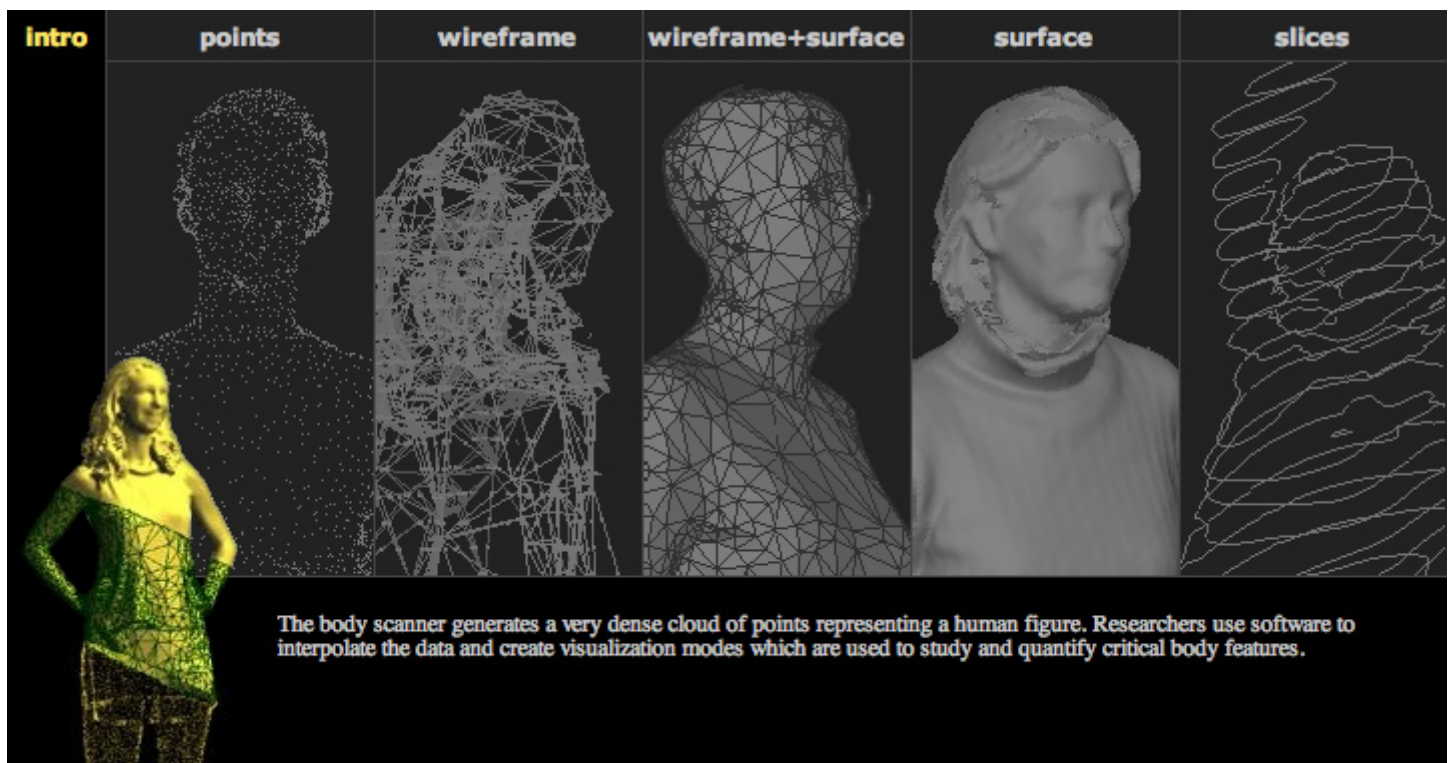 intro points wireframe wireframe+surface surface slices
The body scanner generates a very dense cloud of points representing a human figure. Researchers use software to
interpolate the data and create visualization modes which are used to study and quantify critical body features.